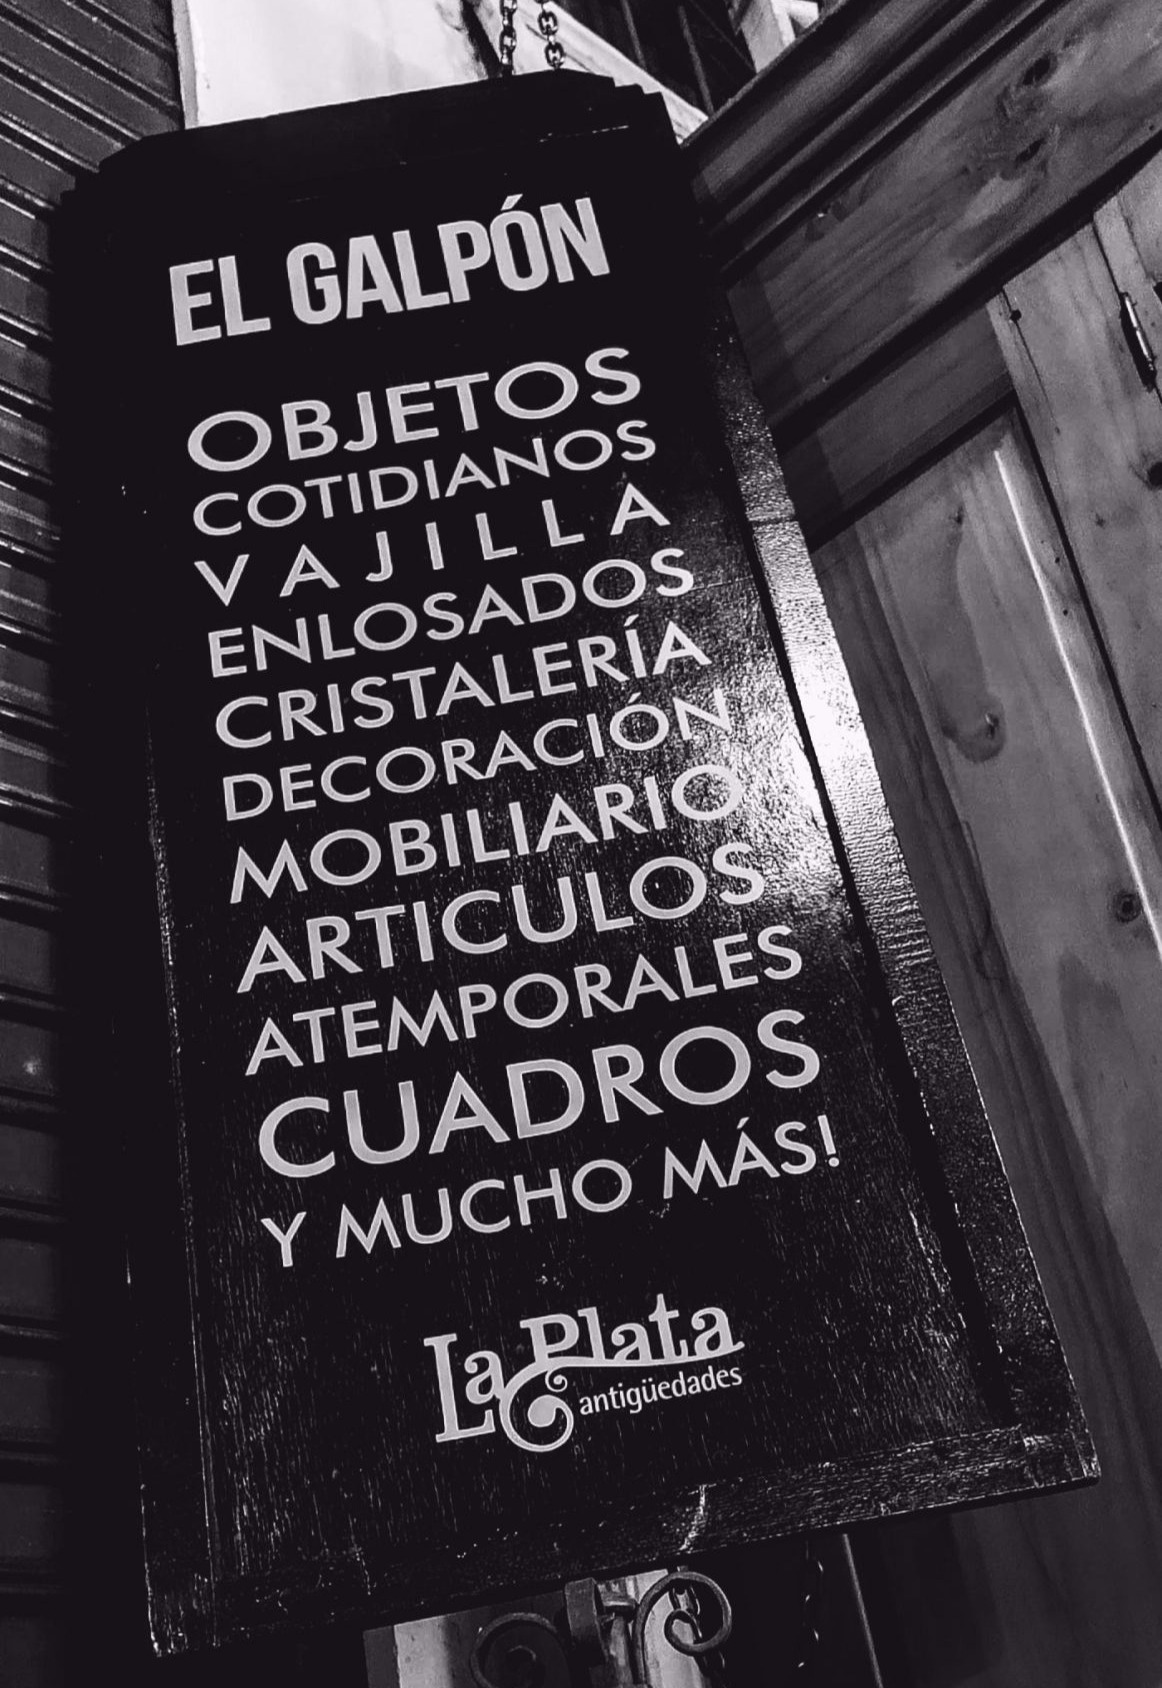 EL GALPÓN
OBJETOS
COTIDIANOS
VAJILLA
ENLOSADOS
CRISTALERÍA
DECORACIÓN
MOBILIARIO
ARTICULOS
ATEMPORALES
CUADROS
Y MUCHO MÁS!
La Plata
antigüedades